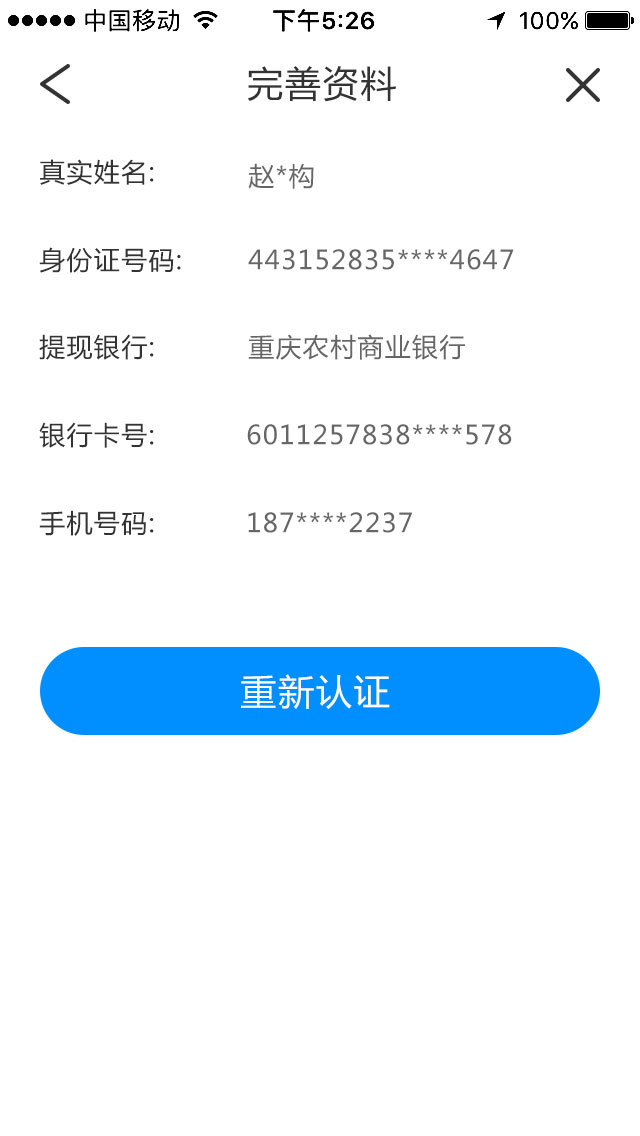 中国移动 下午5:26 100%
完善资料
真实姓名: 赵*构
身份证号码: 443152835****4647
提现银行: 重庆农村商业银行
银行卡号: 6011257838****578
手机号码: 187****2237
重新认证